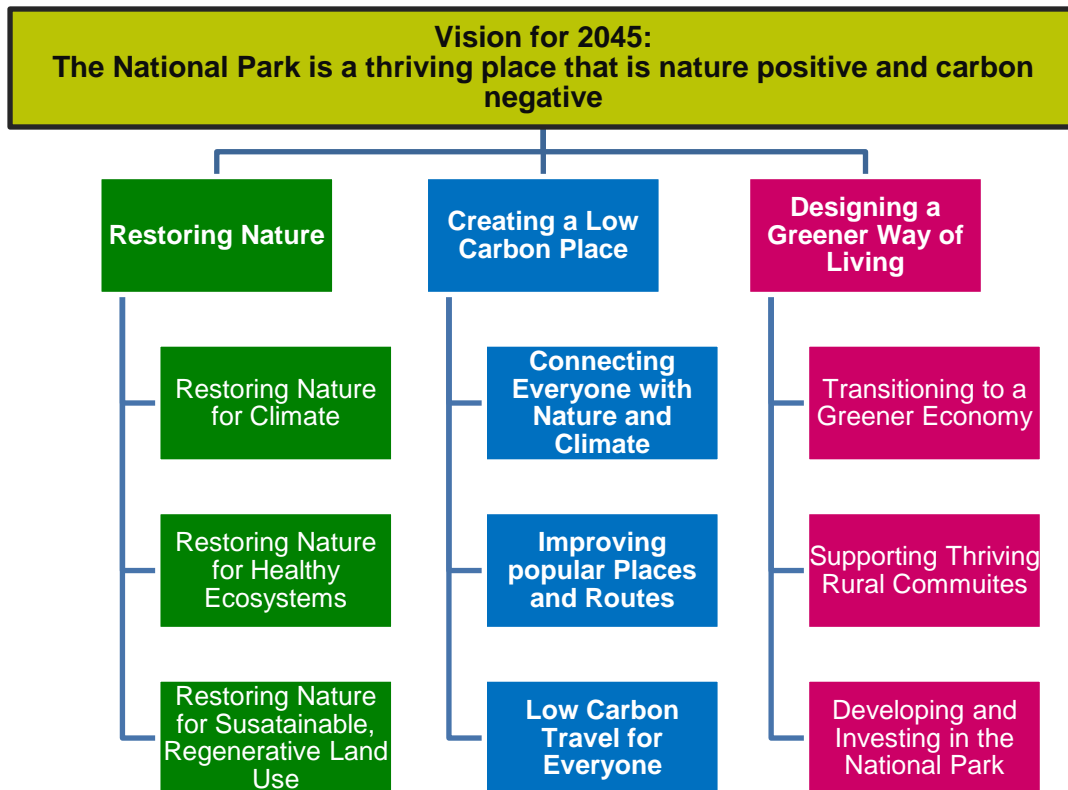 Vision for 2045:
The National Park is a thriving place that is nature positive and carbon
negative
Restoring Nature
Creating a Low
Carbon Place
Designing a
Greener Way of
Living
Restoring Nature
for Climate
Connecting
Everyone with
Nature and
Climate
Transitioning to a
Greener Economy
Restoring Nature
for Healthy
Ecosystems
Improving
popular Places
and Routes
Supporting Thriving
Rural Commuites
Restoring Nature
for Susatainable,
Regenerative Land
Use
Low Carbon
Travel for
Everyone
Developing and
Investing in the
National Park